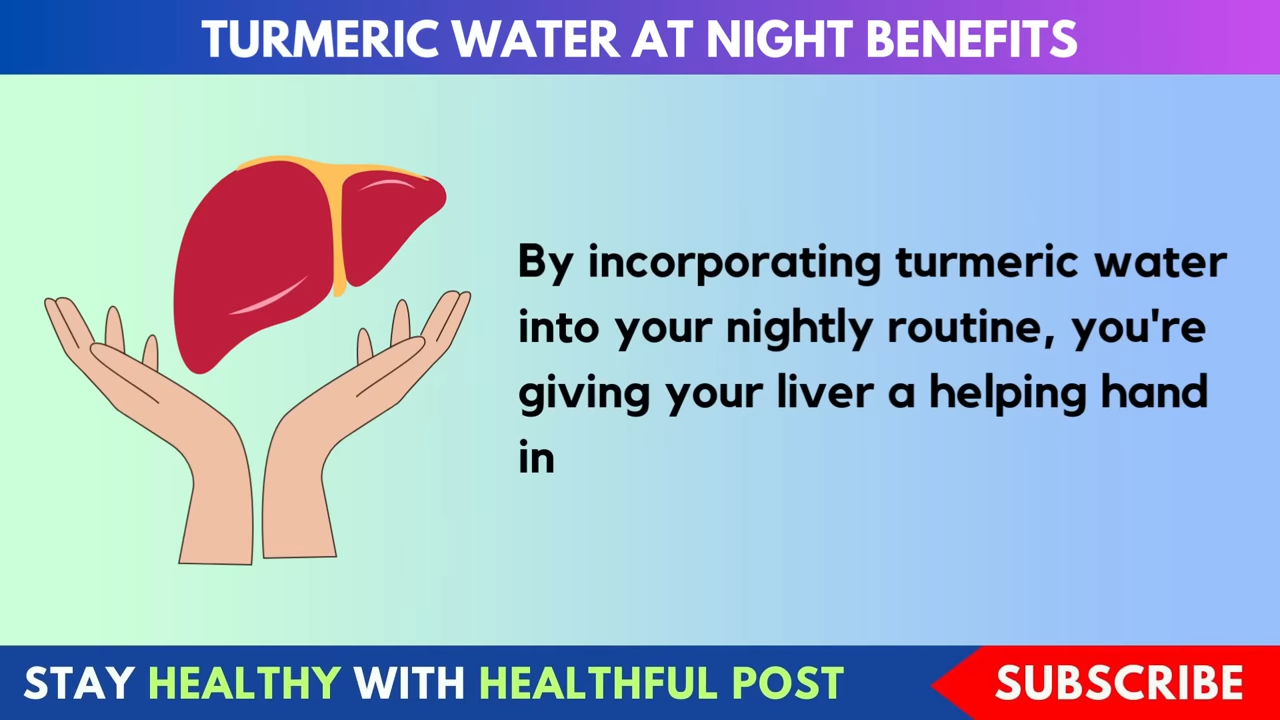 TURMERIC WATER AT NIGHT BENEFITS
By incorporating turmeric water
into your nightly routine, you're
giving your liver a helping hand
in
STAY HEALTHY WITH HEALTHFUL POST
SUBSCRIBE